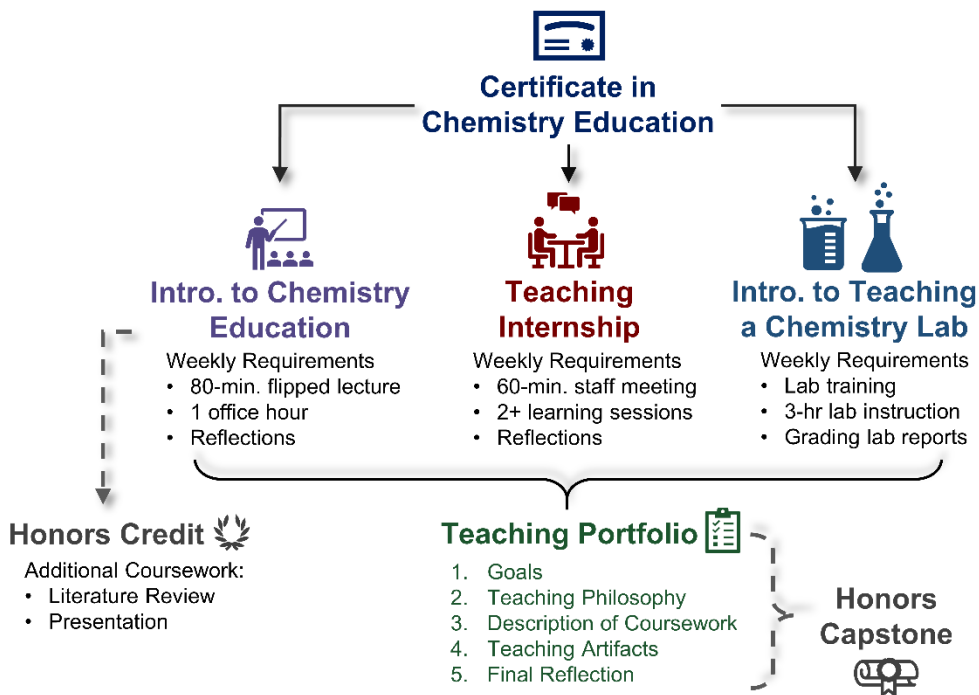 Certificate in
Chemistry Education
Intro. to Chemistry
Education
Weekly Requirements
• 80-min. flipped lecture
• 1 office hour
• Reflections
Teaching
Internship
Weekly Requirements
• 60-min. staff meeting
• 2+ learning sessions
• Reflections
Intro. to Teaching
a Chemistry Lab
Weekly Requirements
• Lab training
• 3-hr lab instruction
• Grading lab reports
Honors Credit
Additional Coursework:
• Literature Review
• Presentation
Teaching Portfolio
1. Goals
2. Teaching Philosophy
3. Description of Coursework
4. Teaching Artifacts
5. Final Reflection
Honors
Capstone